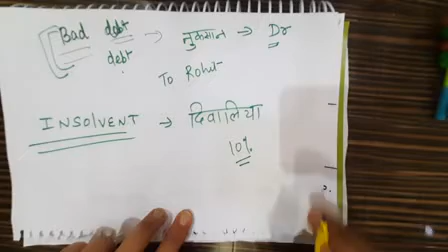 Bad debt → नुकसान → Dr
debt
To Rohit
INSOLVENT → दिवालिया
10%